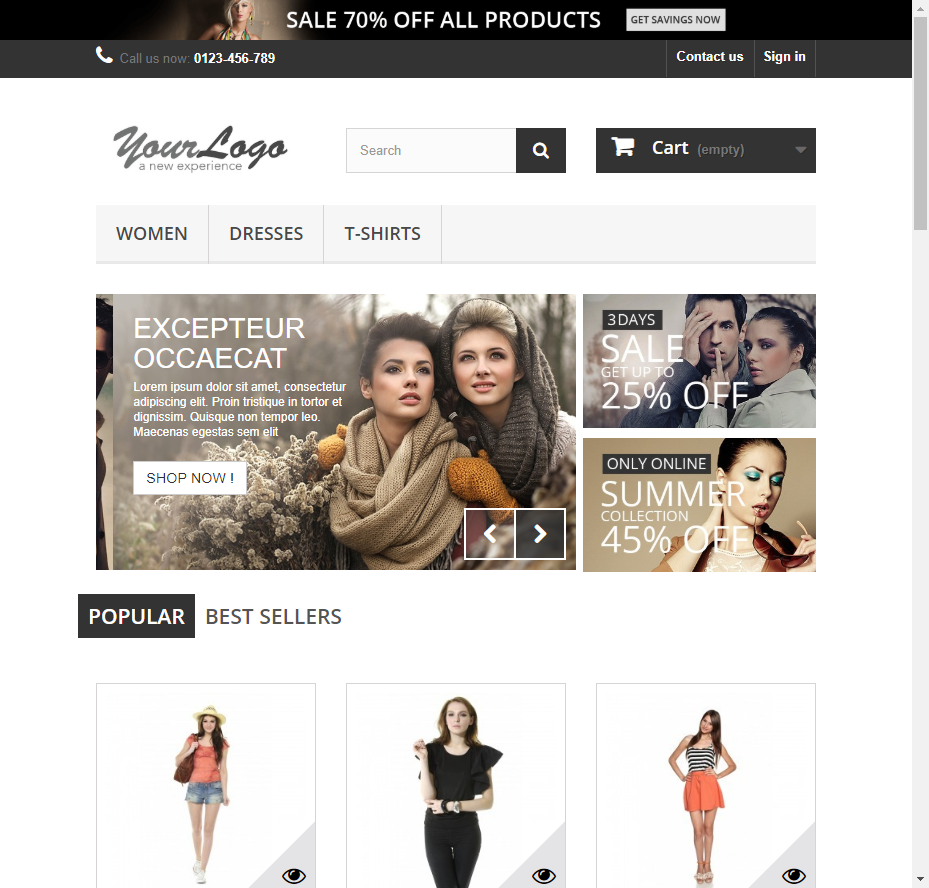 SALE 70% OFF ALL PRODUCTS GET SAVINGS NOW
Call us now: 0123-456-789 Contact us Sign in
YourLogo
a new experience
Search
Cart (empty)
WOMEN DRESSES T-SHIRTS
EXCEPTEUR
OCCAECAT
Lorem ipsum dolor sit amet, consectetur
adipiscing elit. Proin tristique in tortor et
dignissim. Quisque non tempor leo.
Maecenas egestas sem elit
SHOP NOW !
3 DAYS
SALE
GET UP TO
25% OFF
ONLY ONLINE
SUMMER
COLLECTION
45% OFF
POPULAR BEST SELLERS